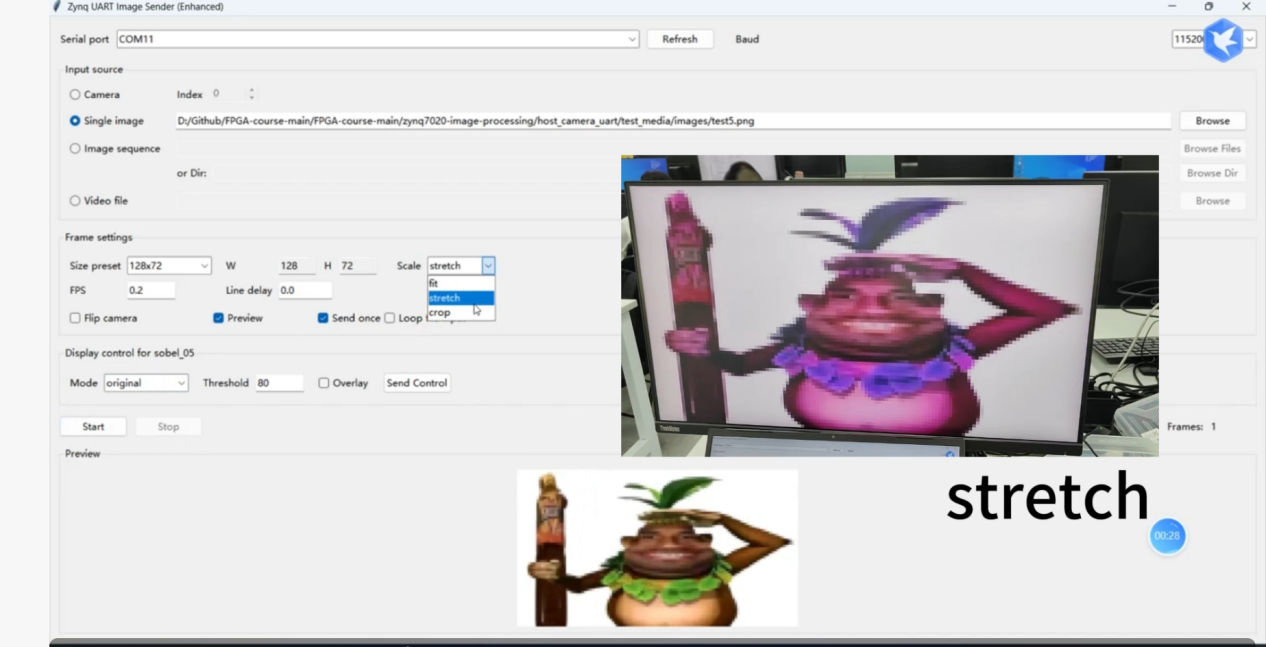 Zynq UART Image Sender (Enhanced)
Serial port COM11 Refresh Baud 11520
Input source
Camera Index 0
Single image D:/Github/FPGA-course-main/FPGA-course-main/zynq7020-image-processing/host_camera_uart/test_media/images/test5.png Browse
Image sequence Browse Files
or Dir: Browse Dir
Video file Browse
Frame settings
Size preset 128x72 W 128 H 72 Scale stretch
fit
FPS 0.2 Line delay 0.0 stretch
crop
Flip camera Preview Send once Loop
Display control for sobel_05
Mode original Threshold 80 Overlay Send Control
Start Stop Frames: 1
Preview
stretch
00:28